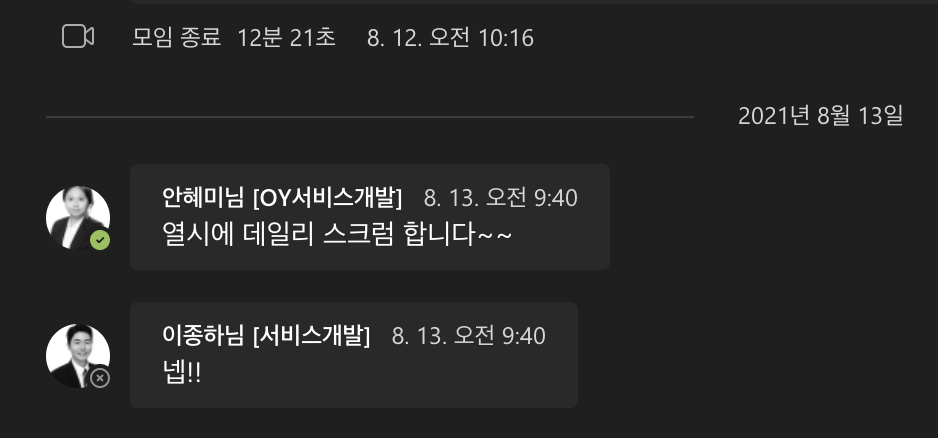 모임 종료 12분 21초 8. 12. 오전 10:16
2021년 8월 13일
안혜미님 [OY서비스개발] 8. 13. 오전 9:40
열시에 데일리 스크럼 합니다~~
이종하님 [서비스개발] 8. 13. 오전 9:40
넵!!